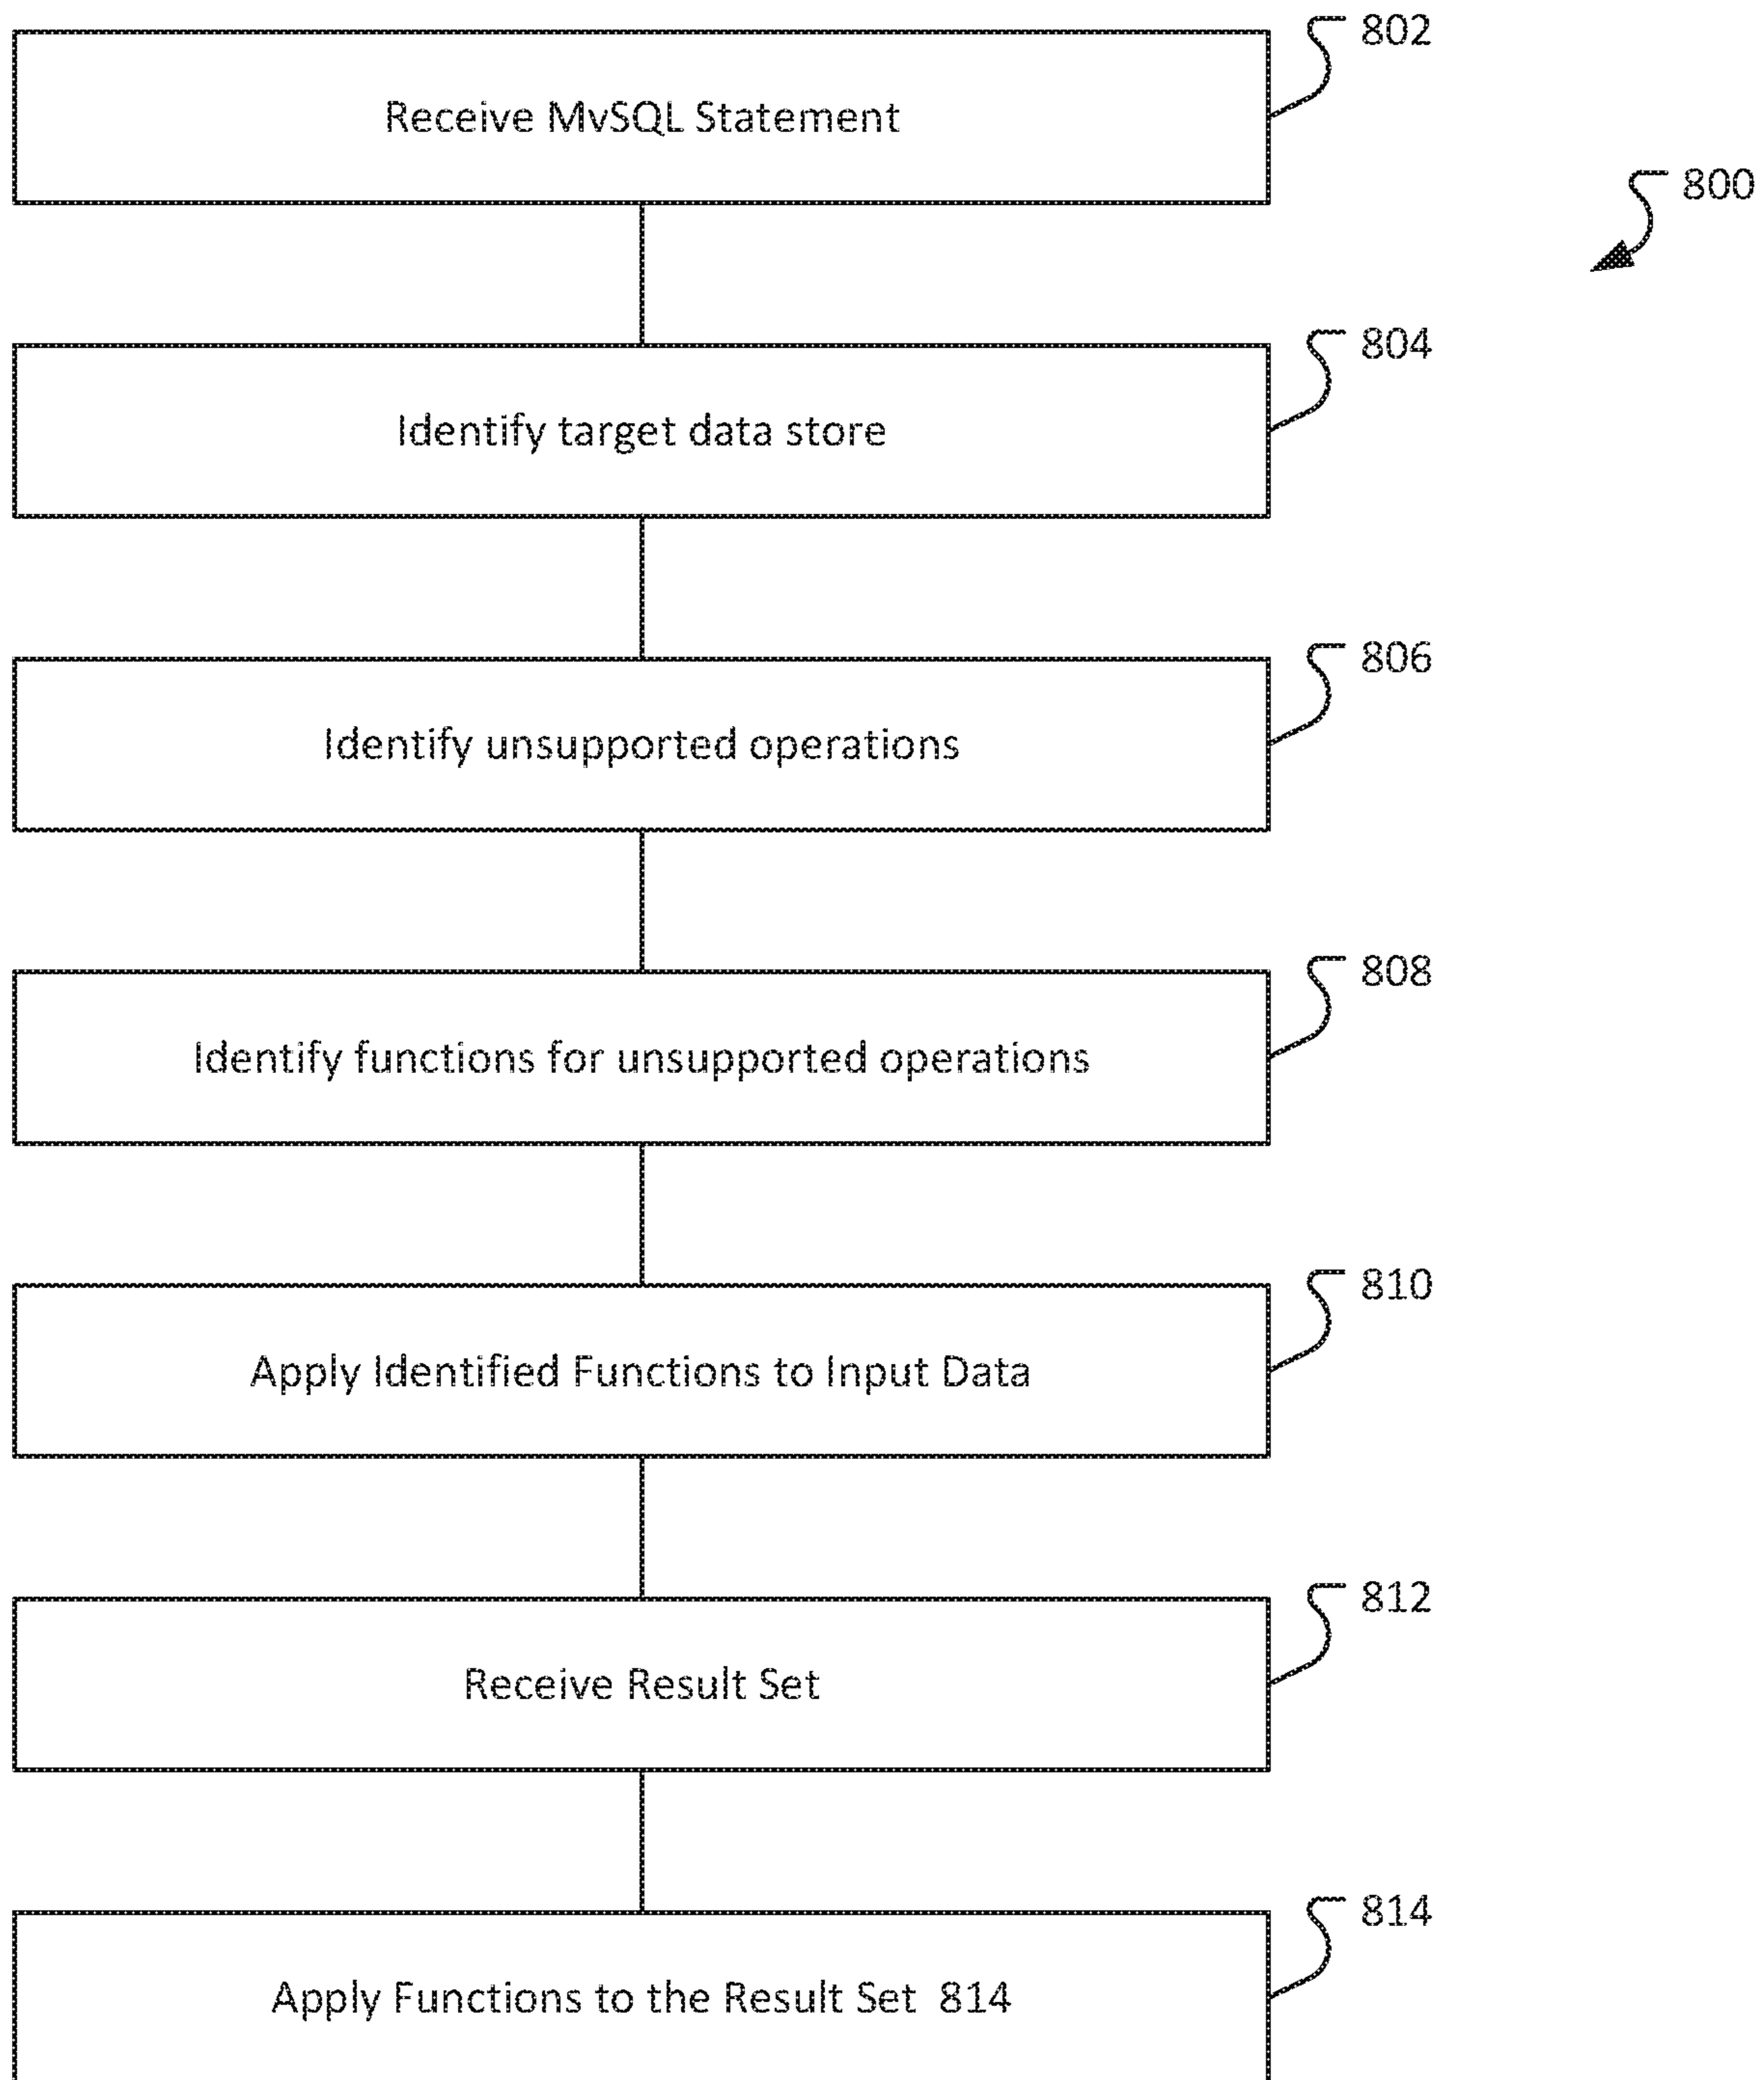 802
Receive MvSQL Statement
800
804
Identify target data store
806
Identify unsupported operations
808
Identify functions for unsupported operations
810
Apply Identified Functions to Input Data
812
Receive Result Set
814
Apply Functions to the Result Set 814